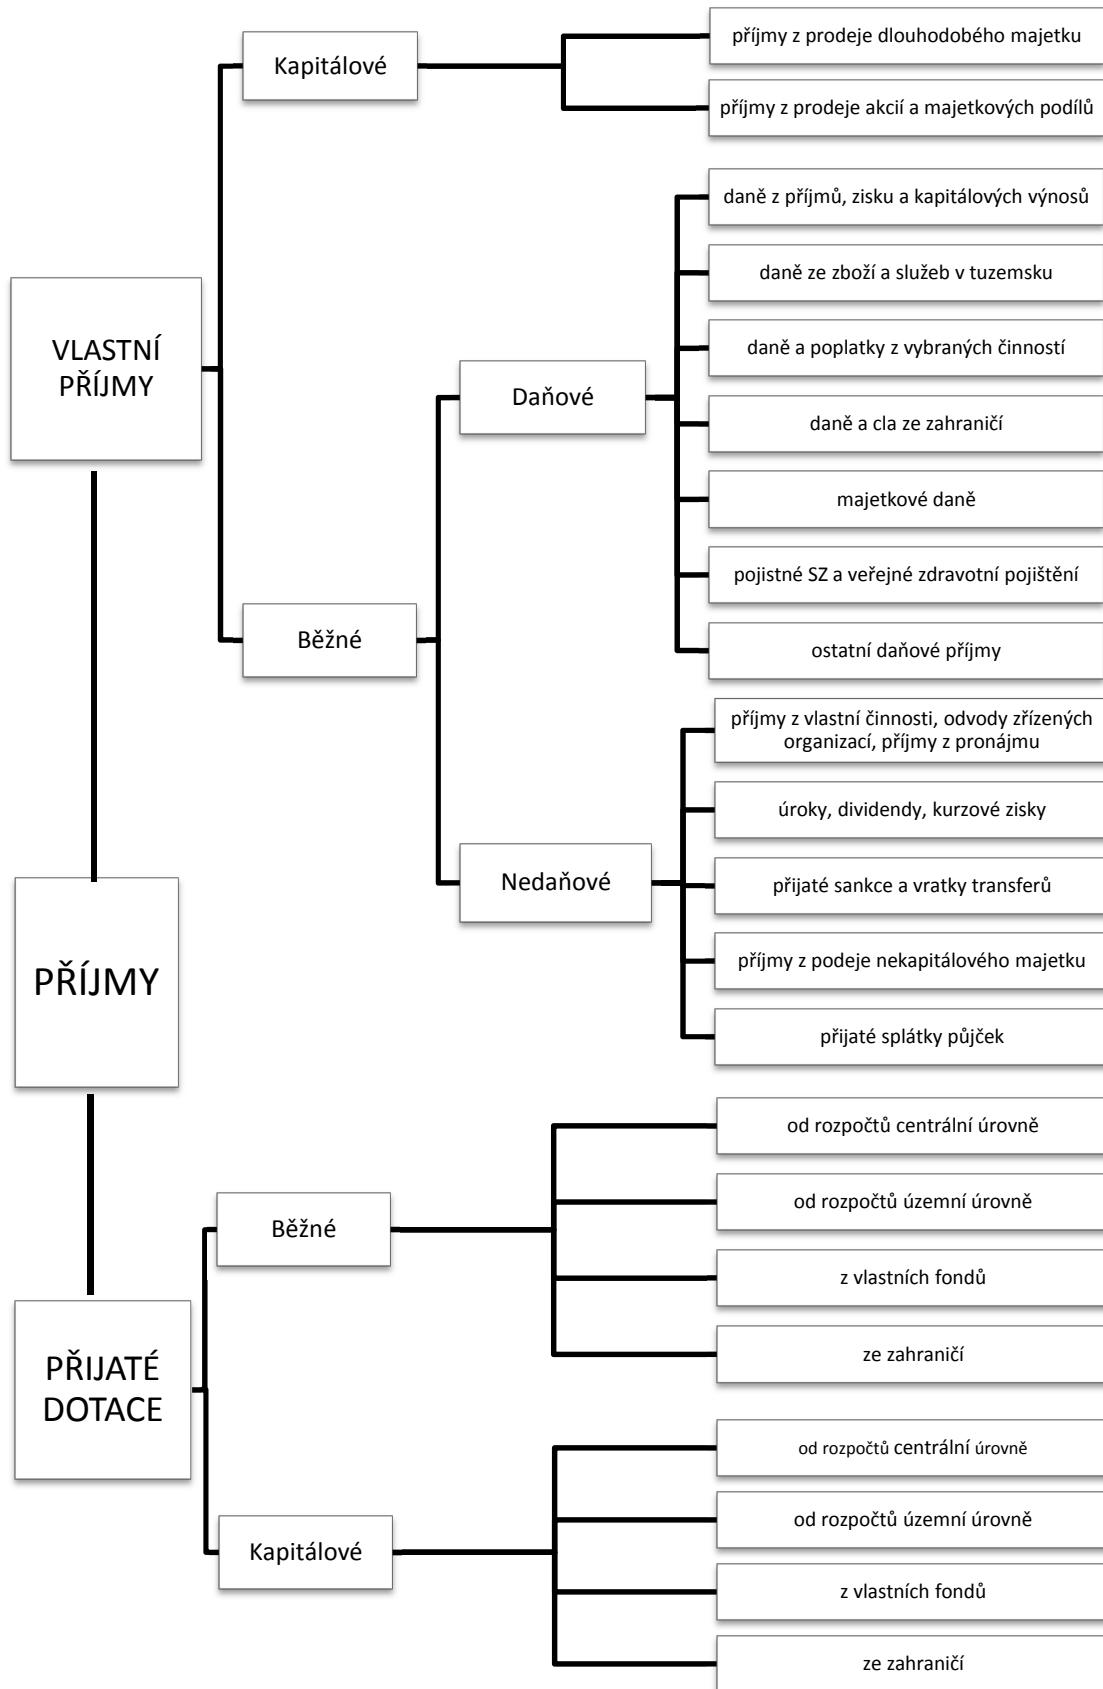 příjmy z prodeje dlouhodobého majetku
Kapitálové
příjmy z prodeje akcií a majetkových podílů
daně z příjmů, zisku a kapitálových výnosů
daně ze zboží a služeb v tuzemsku
VLASTNÍ
PŘÍJMY
daně a poplatky z vybraných činností
Daňové
daně a cla ze zahraničí
majetkové daně
pojistné SZ a veřejné zdravotní pojištění
Běžné
ostatní daňové příjmy
příjmy z vlastní činnosti, odvody zřízených
organizací, příjmy z pronájmu
úroky, dividendy, kurzové zisky
Nedaňové
přijaté sankce a vratky transferů
příjmy z podeje nekapitálového majetku
přijaté splátky půjček
PŘÍJMY
od rozpočtů centrální úrovně
Běžné
od rozpočtů územní úrovně
z vlastních fondů
ze zahraničí
PŘIJATÉ
DOTACE
od rozpočtů centrální úrovně
od rozpočtů územní úrovně
Kapitálové
z vlastních fondů
ze zahraničí